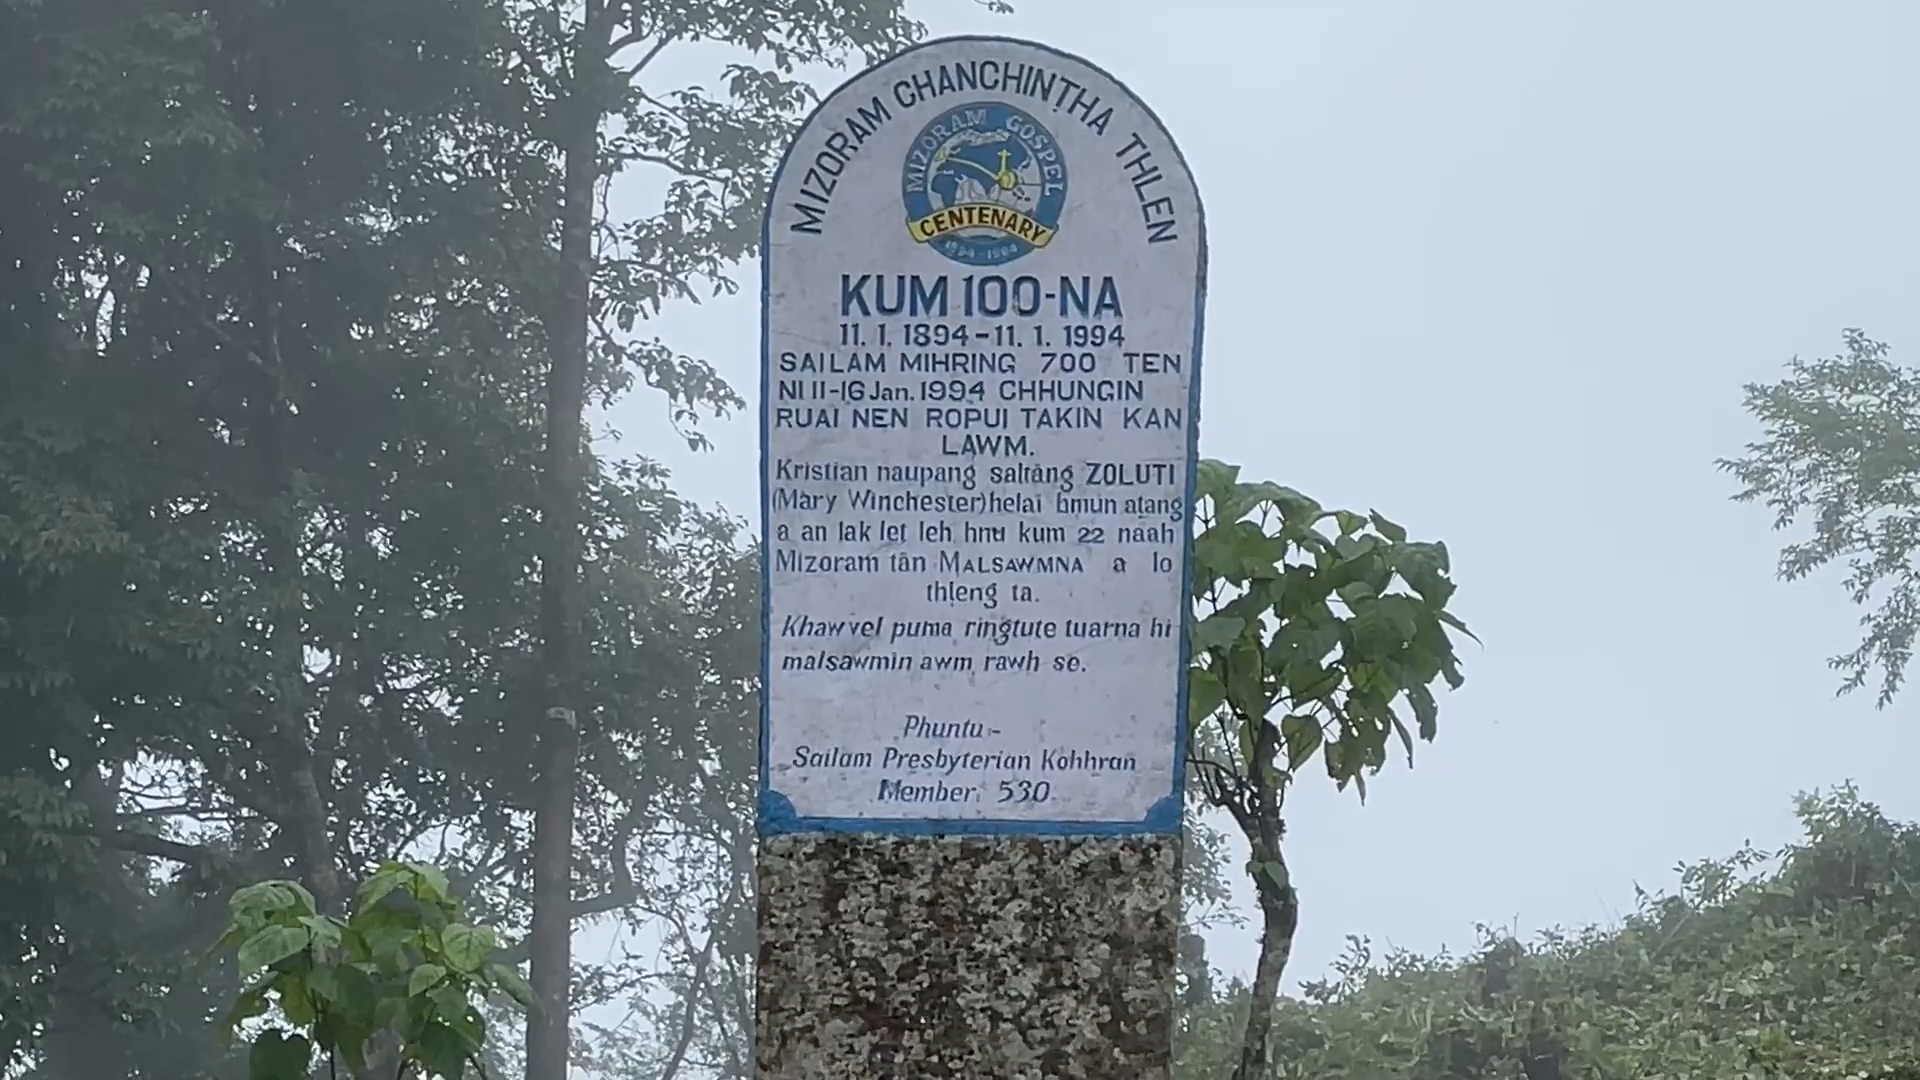 MIZORAM CHANCHINṬHA THLEN
MIZORAM GOSPEL
CENTENARY
1894-1994
KUM 100-NA
11. 1. 1894-11. 1. 1994
SAILAM MIHRING 700 TEN
NI 11-16 Jan. 1994 CHHUNGIN
RUAI NEN ROPUI TAKIN KAN
LAWM.
Kristian naupang saltâng ZOLUTI
(Mary Winchester) helai hmun aṭang
a an lak let leh hnu kum 22 naah
Mizoram tân MALSAWMNA a lo
thleng ta.
Khawvel puma ringtute tuarna hi
malsawmin awm rawh se.
Phuntu:-
Sailam Presbyterian Kohhran
Member: 530.